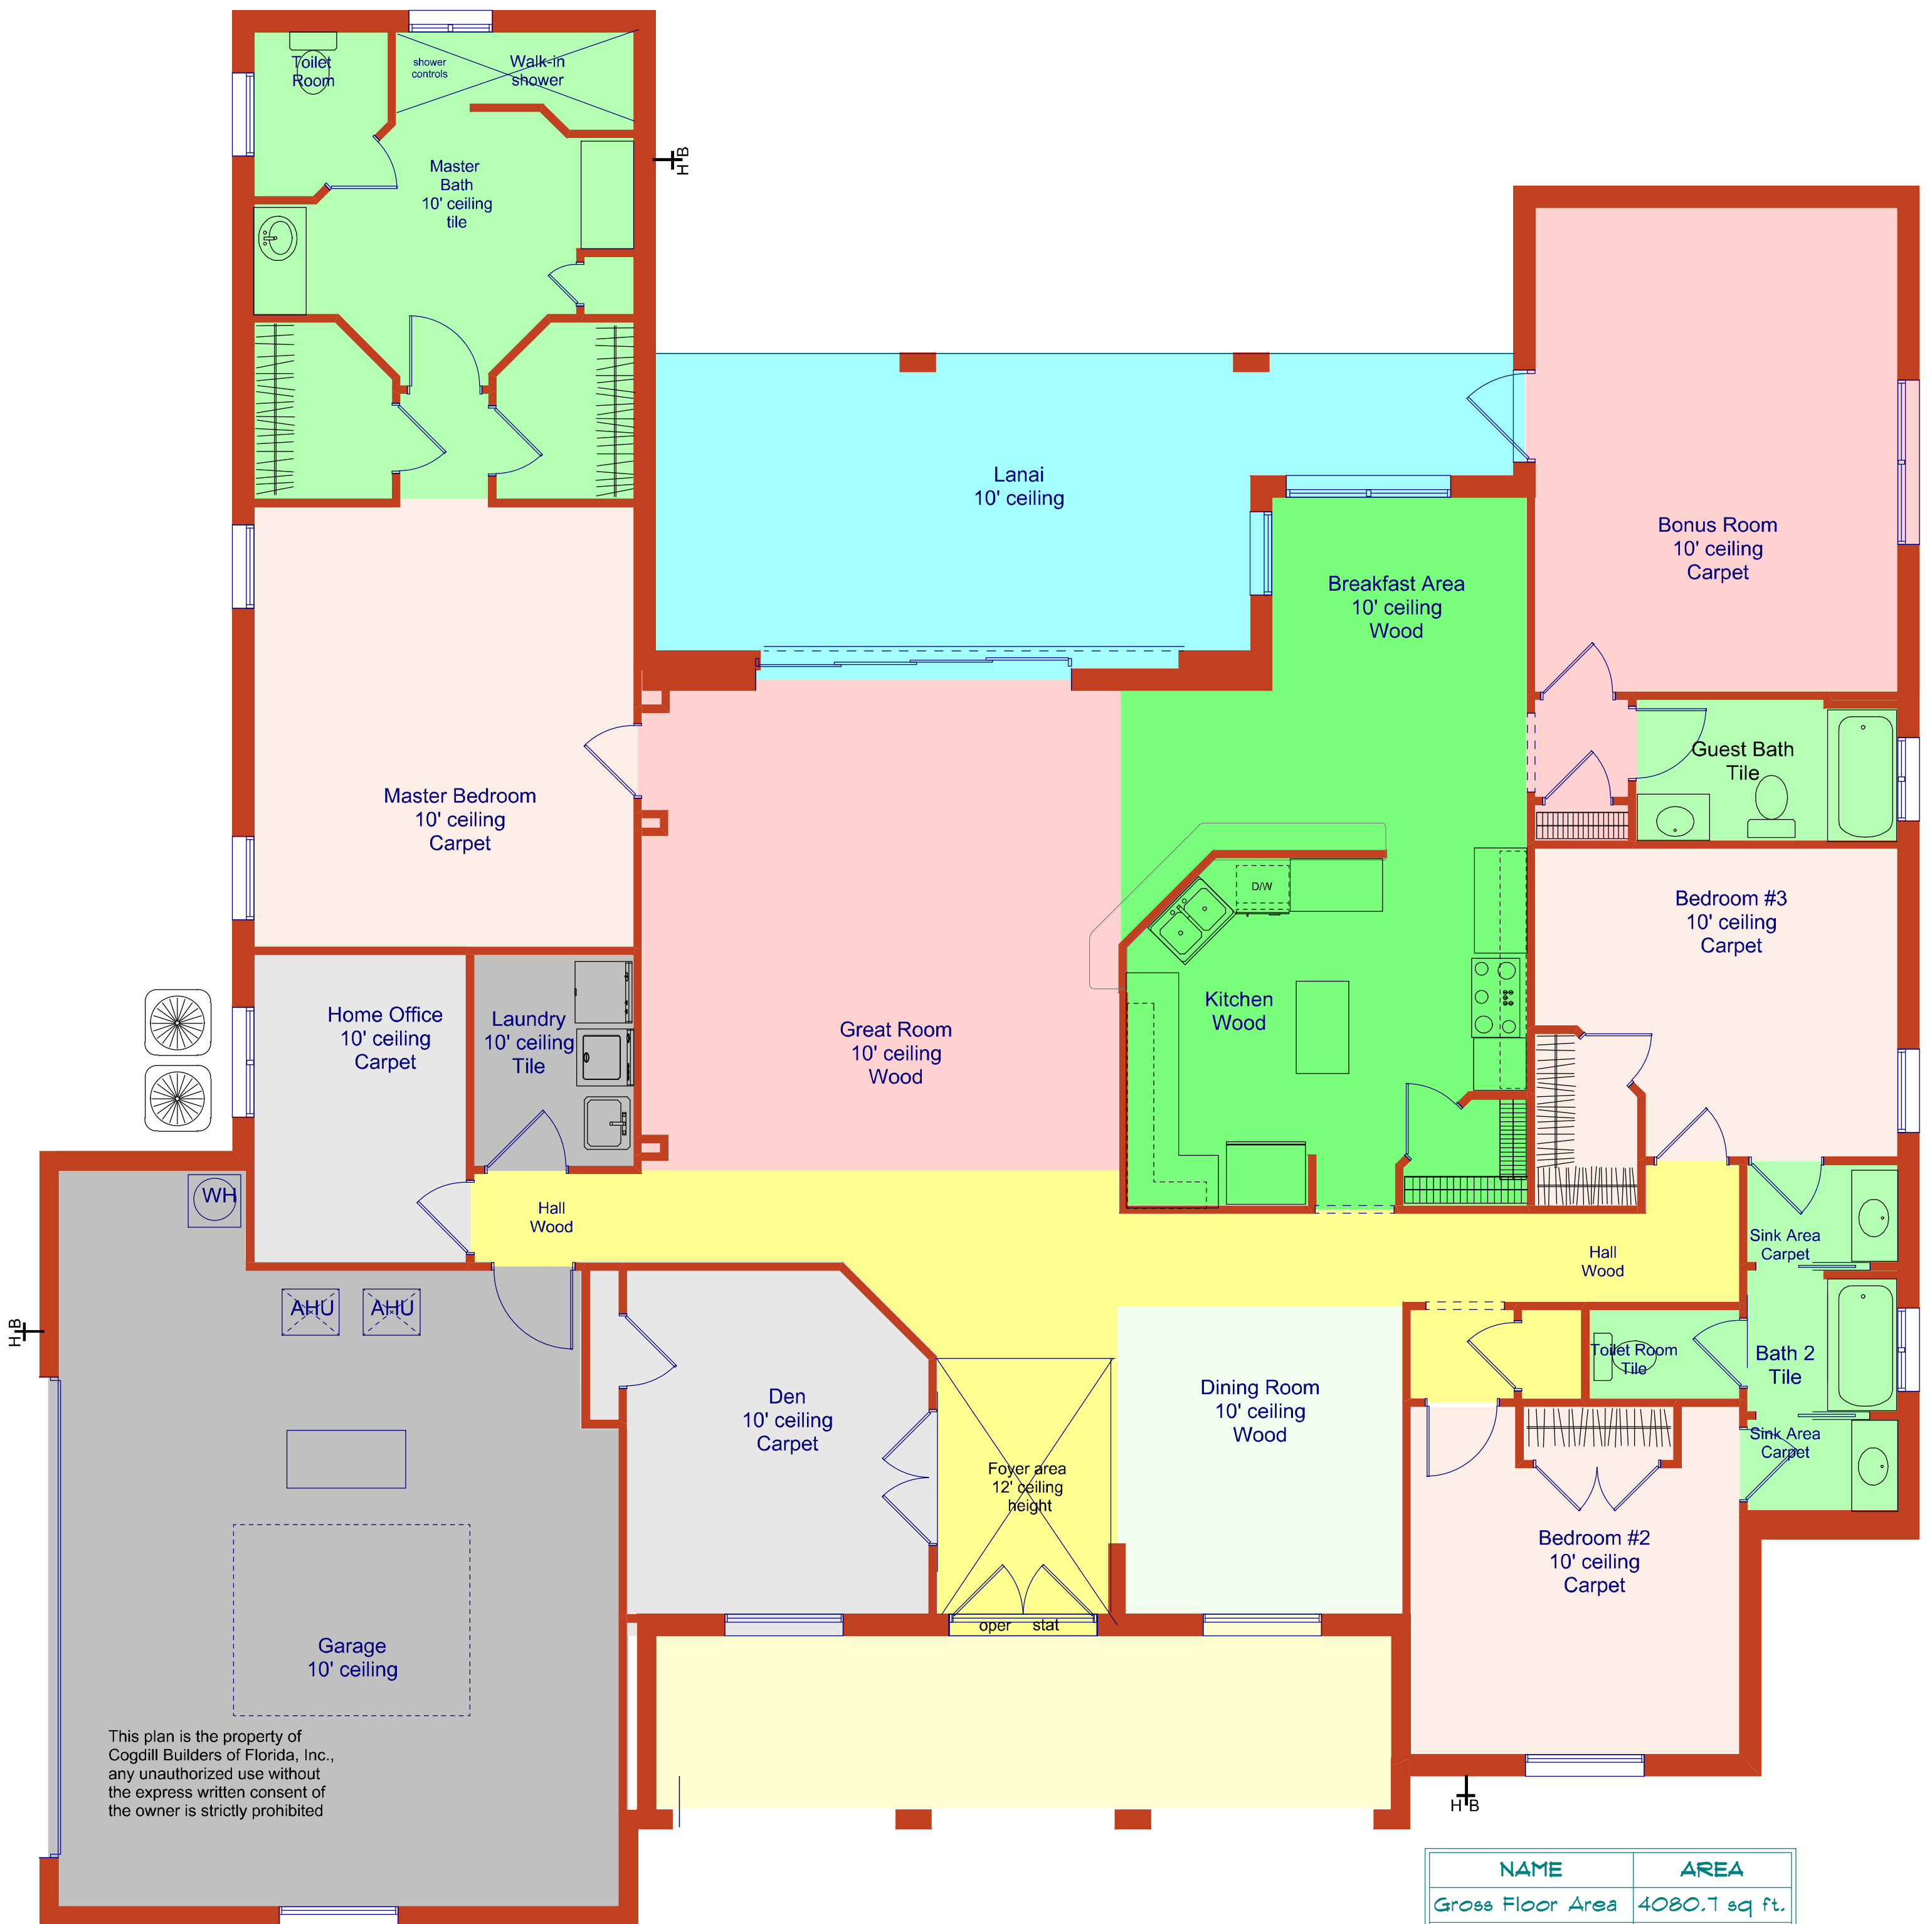 Toilet
Room
shower
controls
Walk-in
shower
Master
Bath
10' ceiling
tile
H B
Lanai
10' ceiling
Bonus Room
10' ceiling
Carpet
Breakfast Area
10' ceiling
Wood
Guest Bath
Tile
Master Bedroom
10' ceiling
Carpet
D/W
Bedroom #3
10' ceiling
Carpet
Kitchen
Wood
Home Office
10' ceiling
Carpet
Laundry
10' ceiling
Tile
Great Room
10' ceiling
Wood
WH
Hall
Wood
Sink Area
Carpet
Hall
Wood
AHU
AHU
H B
Toilet Room
Tile
Bath 2
Tile
Den
10' ceiling
Carpet
Dining Room
10' ceiling
Wood
Sink Area
Carpet
Foyer area
12' ceiling
height
Bedroom #2
10' ceiling
Carpet
oper stat
Garage
10' ceiling
This plan is the property of
Cogdill Builders of Florida, Inc.,
any unauthorized use without
the express written consent of
the owner is strictly prohibited
H B
NAME AREA
Gross Floor Area 4080.7 sq ft.